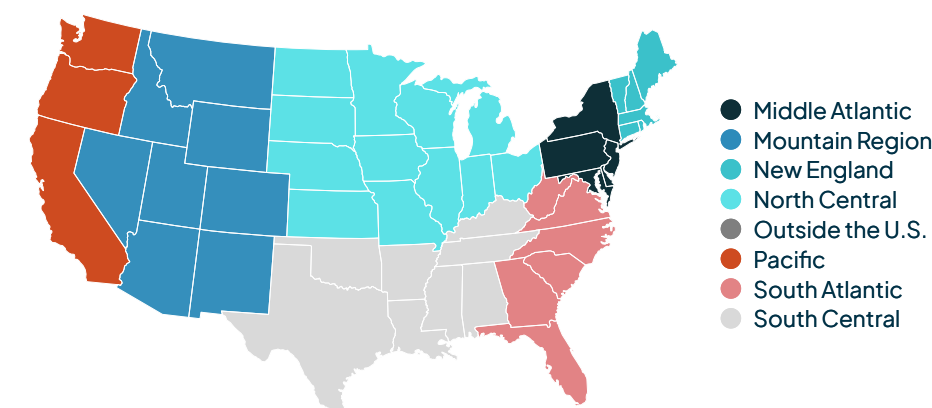 Middle Atlantic
Mountain Region
New England
North Central
Outside the U.S.
Pacific
South Atlantic
South Central